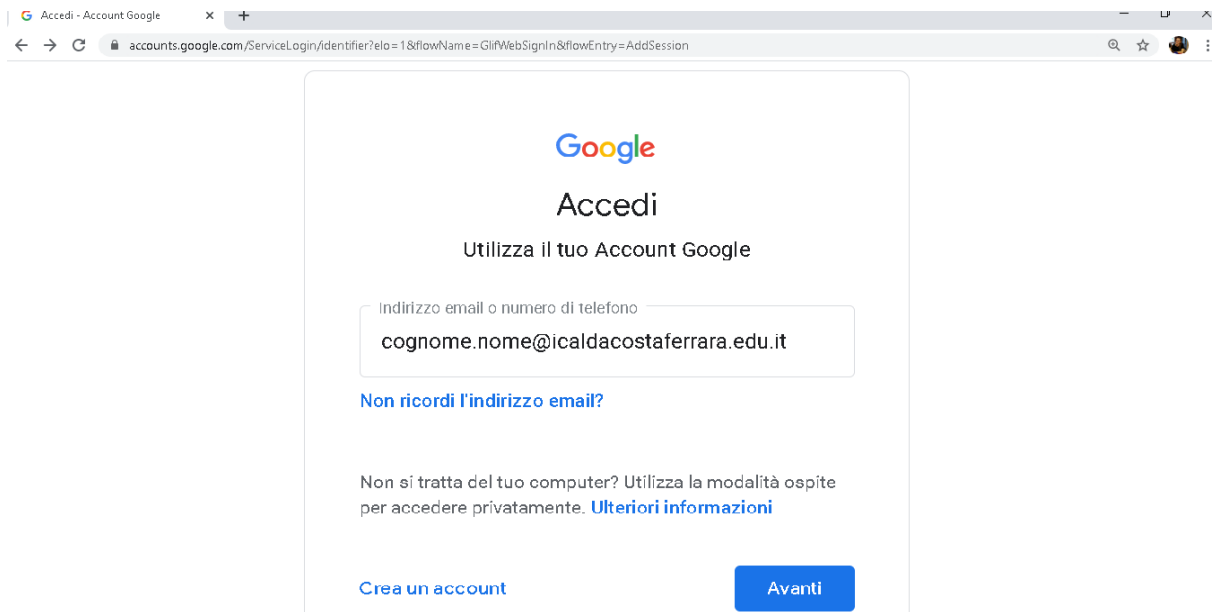 Accedi - Account Google
accounts.google.com/ServiceLogin/identifier?elo=1&flowName=GlifWebSignIn&flowEntry=AddSession
Google
Accedi
Utilizza il tuo Account Google
Indirizzo email o numero di telefono
cognome.nome@icaldacostaferrara.edu.it
Non ricordi l'indirizzo email?
Non si tratta del tuo computer? Utilizza la modalità ospite
per accedere privatamente. Ulteriori informazioni
Crea un account
Avanti